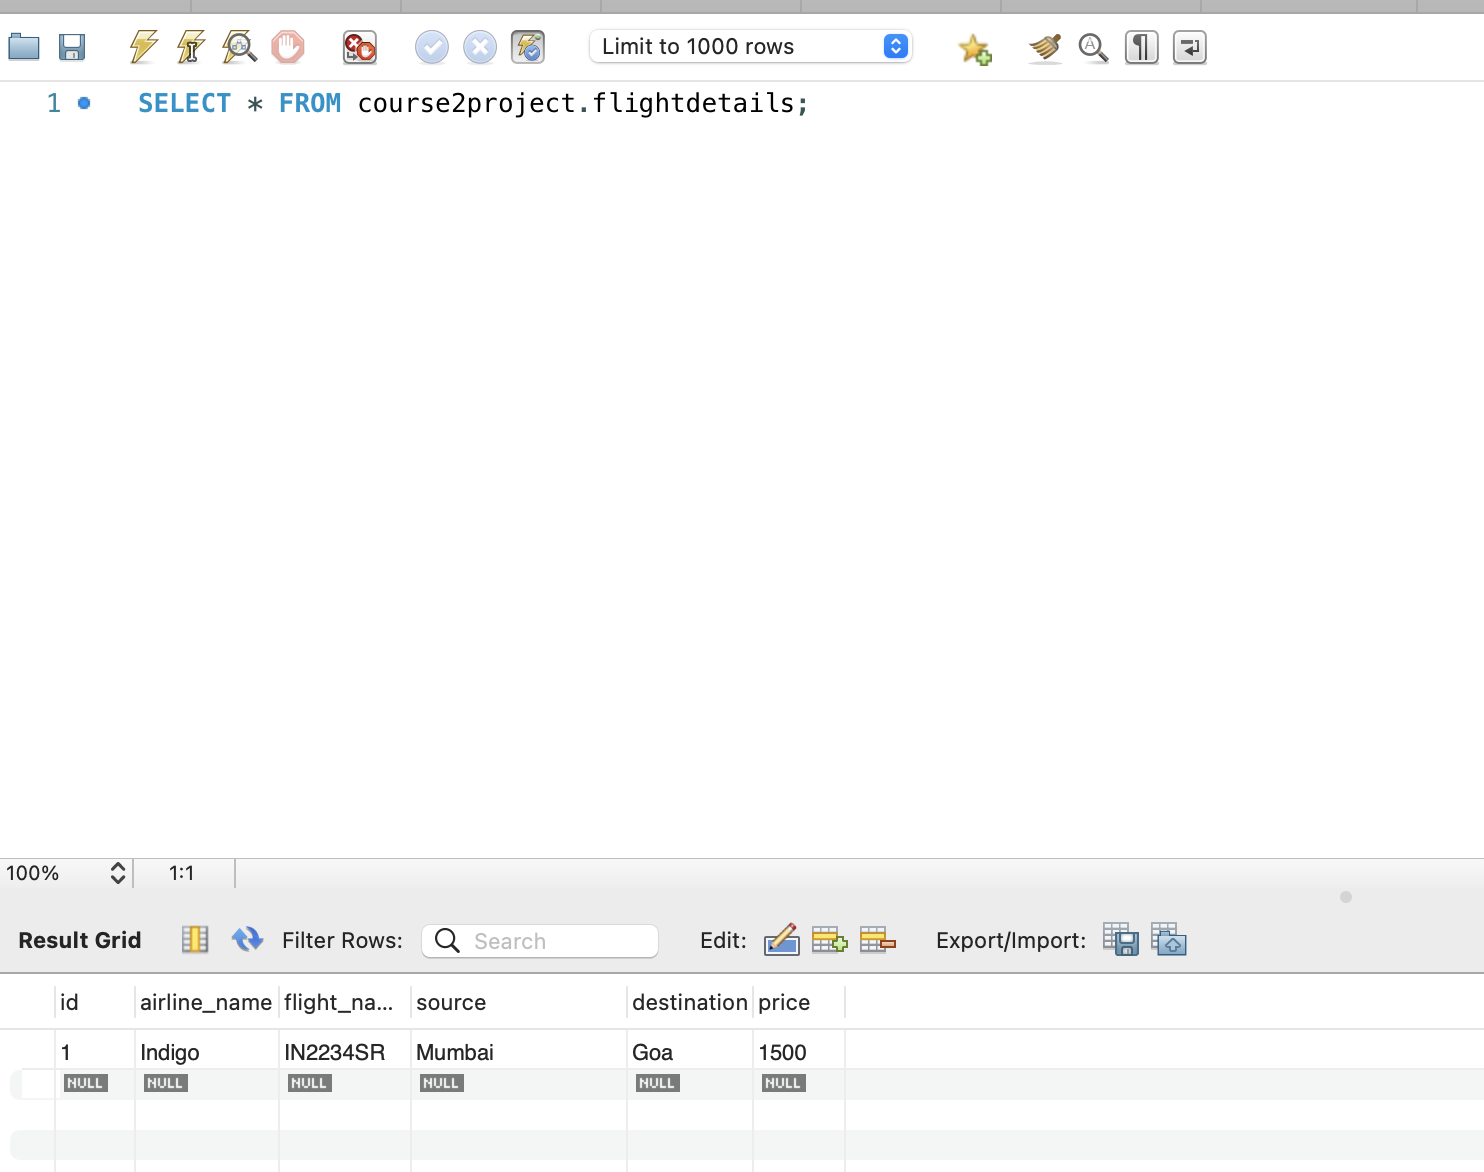 Limit to 1000 rows
1 SELECT * FROM course2project.flightdetails;
100% 1:1
Result Grid Filter Rows: Search Edit: Export/Import:
id airline_name flight_na... source destination price
1 Indigo IN2234SR Mumbai Goa 1500
NULL NULL NULL NULL NULL NULL